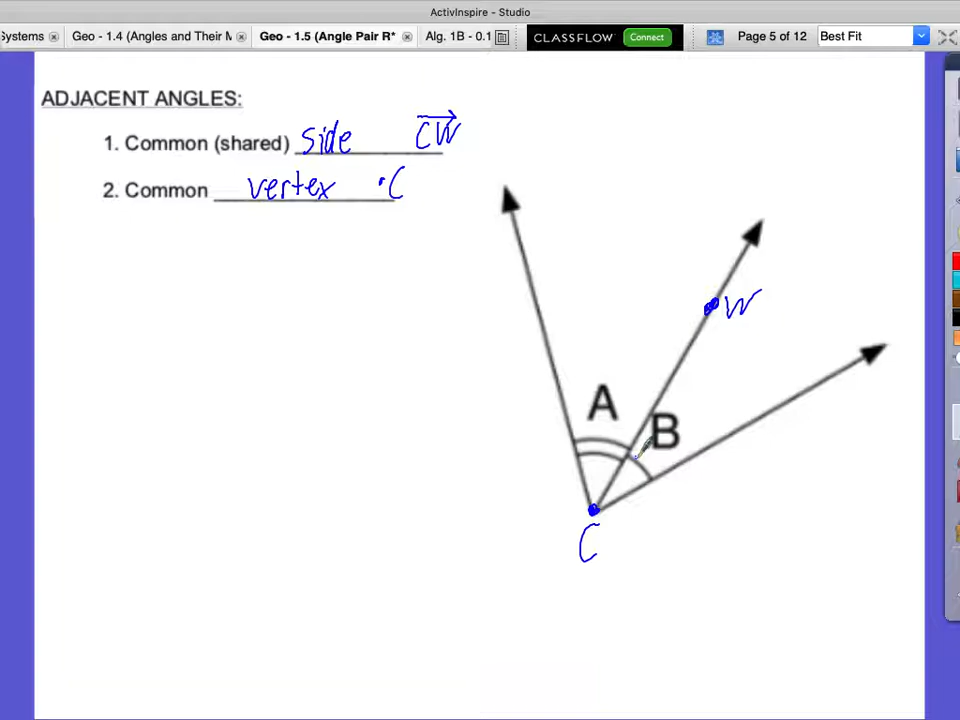 ActivInspire - Studio
Systems Geo - 1.4 (Angles and Their M Geo - 1.5 (Angle Pair R* Alg. 1B - 0.1 CLASSFLOW Connect Page 5 of 12 Best Fit
ADJACENT ANGLES:
1. Common (shared) side CW
2. Common vertex •C
W
A
B
C